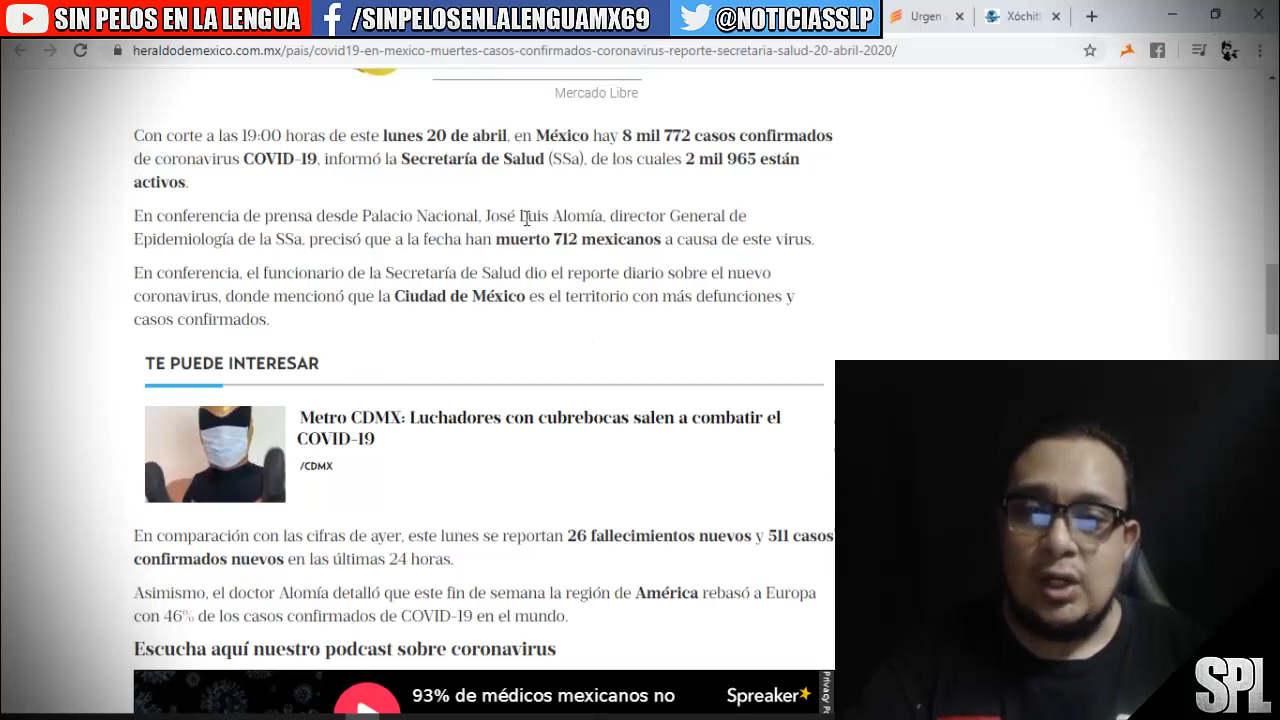 SIN PELOS EN LA LENGUA
/SINPELOSENLALENGUAMX69
@NOTICIASSLP
Urgen
Xóchit
heraldodemexico.com.mx/pais/covid19-en-mexico-muertes-casos-confirmados-coronavirus-reporte-secretaria-salud-20-abril-2020/
Mercado Libre
Con corte a las 19:00 horas de este lunes 20 de abril, en México hay 8 mil 772 casos confirmados
de coronavirus COVID-19, informó la Secretaría de Salud (SSa), de los cuales 2 mil 965 están
activos.
En conferencia de prensa desde Palacio Nacional, José Luis Alomía, director General de
Epidemiología de la SSa, precisó que a la fecha han muerto 712 mexicanos a causa de este virus.
En conferencia, el funcionario de la Secretaría de Salud dio el reporte diario sobre el nuevo
coronavirus, donde mencionó que la Ciudad de México es el territorio con más defunciones y
casos confirmados.
TE PUEDE INTERESAR
Metro CDMX: Luchadores con cubrebocas salen a combatir el
COVID-19
/CDMX
En comparación con las cifras de ayer, este lunes se reportan 26 fallecimientos nuevos y 511 casos
confirmados nuevos en las últimas 24 horas.
Asimismo, el doctor Alomía detalló que este fin de semana la región de América rebasó a Europa
con 46% de los casos confirmados de COVID-19 en el mundo.
Escucha aquí nuestro podcast sobre coronavirus
93% de médicos mexicanos no
Spreaker
Privacy Po
SPL